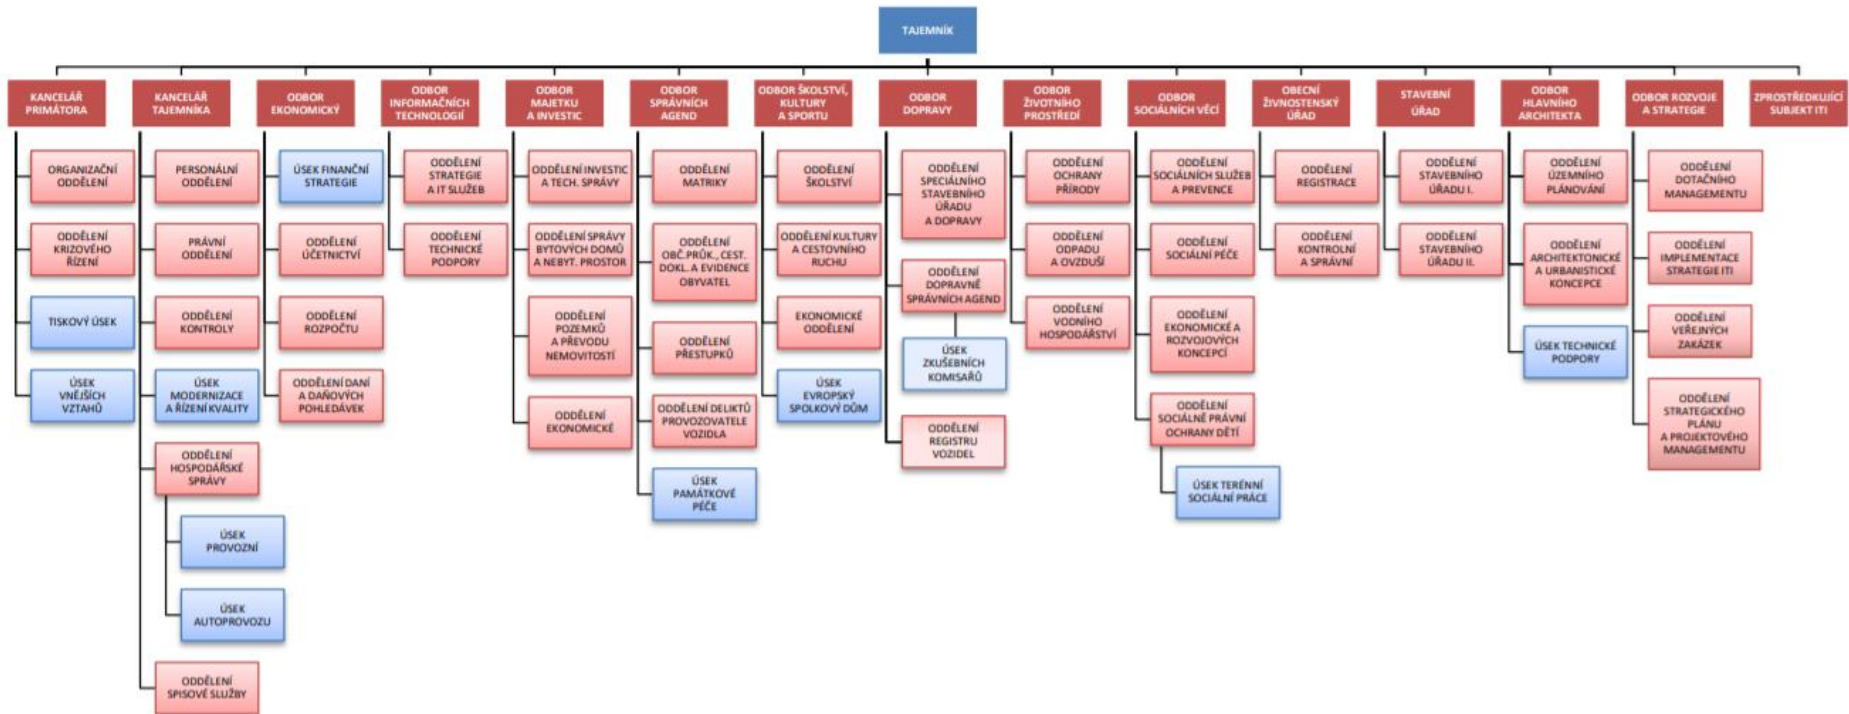 TAJEMNÍK
KANCELÁŘ
PRIMÁTORA
ORGANIZAČNÍ
ODDĚLENÍ
ODDĚLENÍ
KRIZOVÉHO
ŘÍZENÍ
TISKOVÝ ÚSEK
ÚSEK
VNĚJŠÍCH
VZTAHŮ
KANCELÁŘ
TAJEMNÍKA
PERSONÁLNÍ
ODDĚLENÍ
PRÁVNÍ
ODDĚLENÍ
ODDĚLENÍ
KONTROLY
ÚSEK
MODERNIZACE
A ŘÍZENÍ KVALITY
ODDĚLENÍ
HOSPODÁŘSKÉ
SPRÁVY
ÚSEK
PROVOZNÍ
ÚSEK
AUTOPROVOZU
ODDĚLENÍ
SPISOVÉ SLUŽBY
ODBOR
EKONOMICKÝ
ÚSEK FINANČNÍ
STRATEGIE
ODDĚLENÍ
ÚČETNICTVÍ
ODDĚLENÍ
ROZPOČTU
ODDĚLENÍ DANÍ
A DAŇOVÝCH
POHLEDÁVEK
ODBOR
INFORMAČNÍCH
TECHNOLOGIÍ
ODDĚLENÍ
STRATEGIE
A IT SLUŽEB
ODDĚLENÍ
TECHNICKÉ
PODPORY
ODBOR
MAJETKU
A INVESTIC
ODDĚLENÍ INVESTIC
A TECH. SPRÁVY
ODDĚLENÍ SPRÁVY
BYTOVÝCH DOMŮ
A NEBYT. PROSTOR
ODDĚLENÍ
POZEMKŮ
A PŘEVODU
NEMOVITOSTÍ
ODDĚLENÍ
EKONOMICKÉ
ODBOR
SPRÁVNÍCH
AGEND
ODDĚLENÍ
MATRIKY
ODDĚLENÍ
OBČ.PRŮK., CEST.
DOKL. A EVIDENCE
OBYVATEL
ODDĚLENÍ
PŘESTUPKŮ
ODDĚLENÍ DELIKTŮ
PROVOZOVATELE
VOZIDLA
ÚSEK
PAMÁTKOVÉ
PÉČE
ODBOR ŠKOLSTVÍ,
KULTURY
A SPORTU
ODDĚLENÍ
ŠKOLSTVÍ
ODDĚLENÍ KULTURY
A CESTOVNÍHO
RUCHU
EKONOMICKÉ
ODDĚLENÍ
ÚSEK
EVROPSKÝ
SPOLKOVÝ DŮM
ODBOR
DOPRAVY
ODDĚLENÍ
SPECIÁLNÍHO
STAVEBNÍHO
ÚŘADU
A DOPRAVY
ODDĚLENÍ
DOPRAVNĚ
SPRÁVNÍCH AGEND
ÚSEK
ZKUŠEBNÍCH
KOMISAŘŮ
ODDĚLENÍ
REGISTRU
VOZIDEL
ODBOR
ŽIVOTNÍHO
PROSTŘEDÍ
ODDĚLENÍ
OCHRANY
PŘÍRODY
ODDĚLENÍ
ODPADU
A OVZDUŠÍ
ODDĚLENÍ
VODNÍHO
HOSPODÁŘSTVÍ
ODBOR
SOCIÁLNÍCH VĚCÍ
ODDĚLENÍ
SOCIÁLNÍCH SLUŽEB
A PREVENCE
ODDĚLENÍ
SOCIÁLNÍ PÉČE
ODDĚLENÍ
EKONOMICKÉ A
ROZVOJOVÝCH
KONCEPCÍ
ODDĚLENÍ
SOCIÁLNĚ PRÁVNÍ
OCHRANY DĚTÍ
ÚSEK TERÉNNÍ
SOCIÁLNÍ PRÁCE
OBECNÍ
ŽIVNOSTENSKÝ
ÚŘAD
ODDĚLENÍ
REGISTRACE
ODDĚLENÍ
KONTROLNÍ
A SPRÁVNÍ
STAVEBNÍ
ÚŘAD
ODDĚLENÍ
STAVEBNÍHO
ÚŘADU I.
ODDĚLENÍ
STAVEBNÍHO
ÚŘADU II.
ODBOR
HLAVNÍHO
ARCHITEKTA
ODDĚLENÍ
ÚZEMNÍHO
PLÁNOVÁNÍ
ODDĚLENÍ
ARCHITEKTONICKÉ
A URBANISTICKÉ
KONCEPCE
ÚSEK TECHNICKÉ
PODPORY
ODBOR ROZVOJE
A STRATEGIE
ODDĚLENÍ
DOTAČNÍHO
MANAGEMENTU
ODDĚLENÍ
IMPLEMENTACE
STRATEGIE ITI
ODDĚLENÍ
VEŘEJNÝCH
ZAKÁZEK
ODDĚLENÍ
STRATEGICKÉHO
PLÁNU
A PROJEKTOVÉHO
MANAGEMENTU
ZPROSTŘEDKUJÍCÍ
SUBJEKT ITI